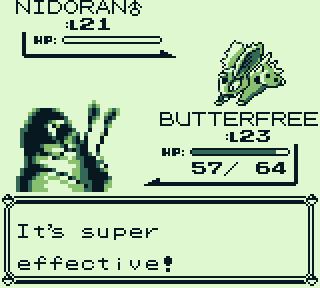 NIDORAN♂
:L21
HP:
BUTTERFREE
:L23
HP:
57/ 64
It's super
effective!